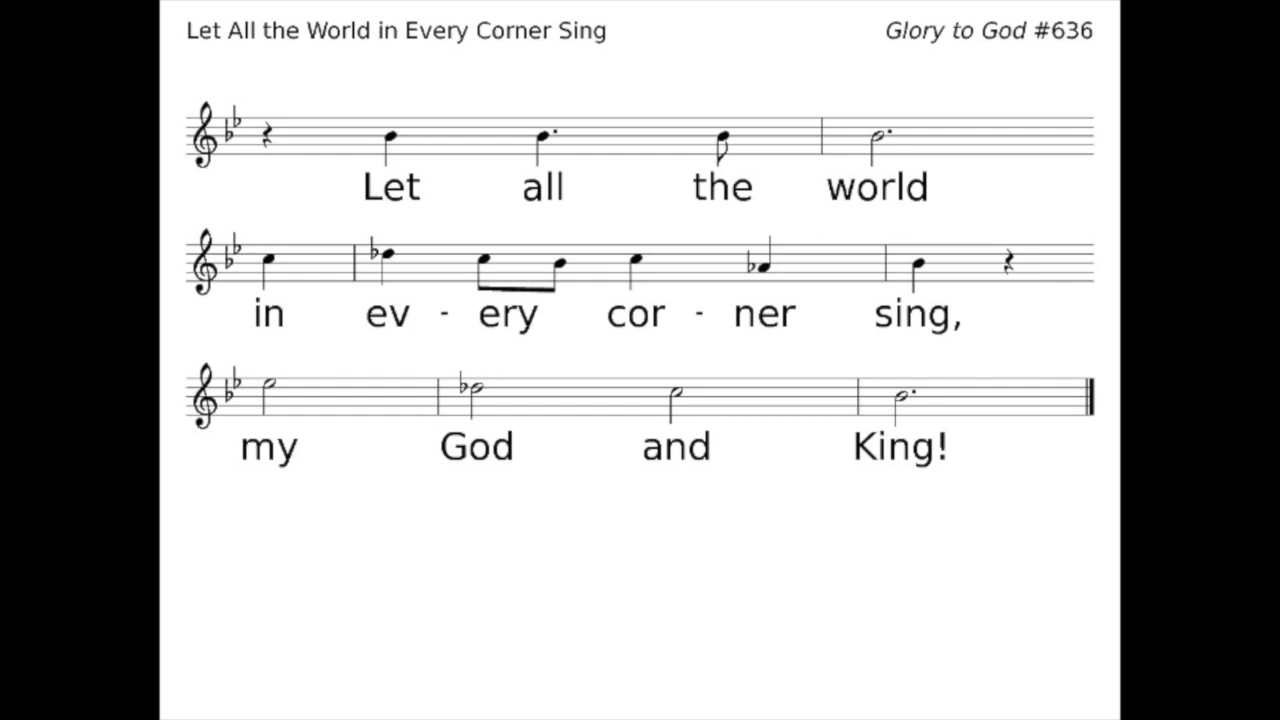 Let All the World in Every Corner Sing Glory to God #636
Let all the world
in ev - ery cor - ner sing,
my God and King!